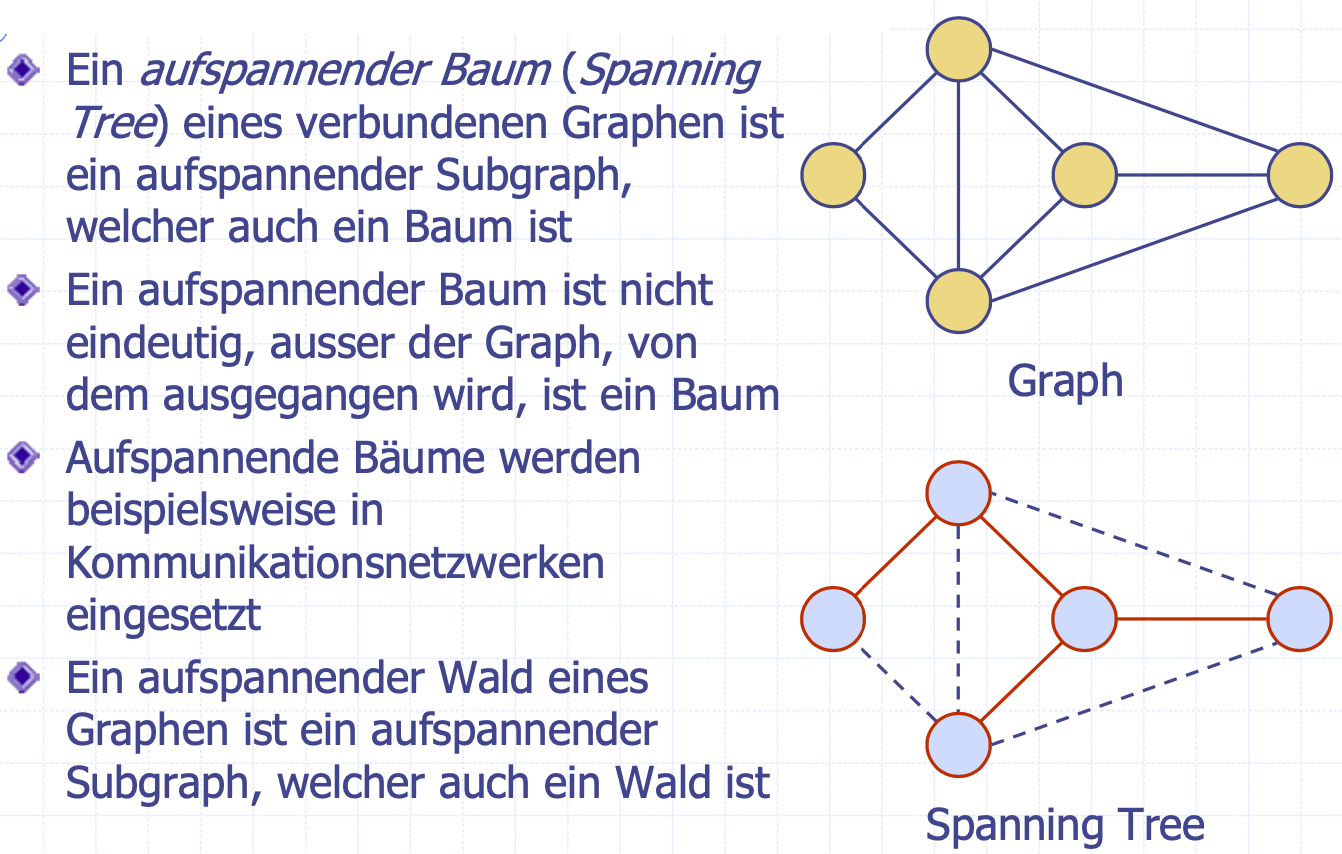 Ein aufspannender Baum (Spanning
Tree) eines verbundenen Graphen ist
ein aufspannender Subgraph,
welcher auch ein Baum ist
Ein aufspannender Baum ist nicht
eindeutig, ausser der Graph, von
dem ausgegangen wird, ist ein Baum
Aufspannende Bäume werden
beispielsweise in
Kommunikationsnetzwerken
eingesetzt
Ein aufspannender Wald eines
Graphen ist ein aufspannender
Subgraph, welcher auch ein Wald ist
Graph
Spanning Tree